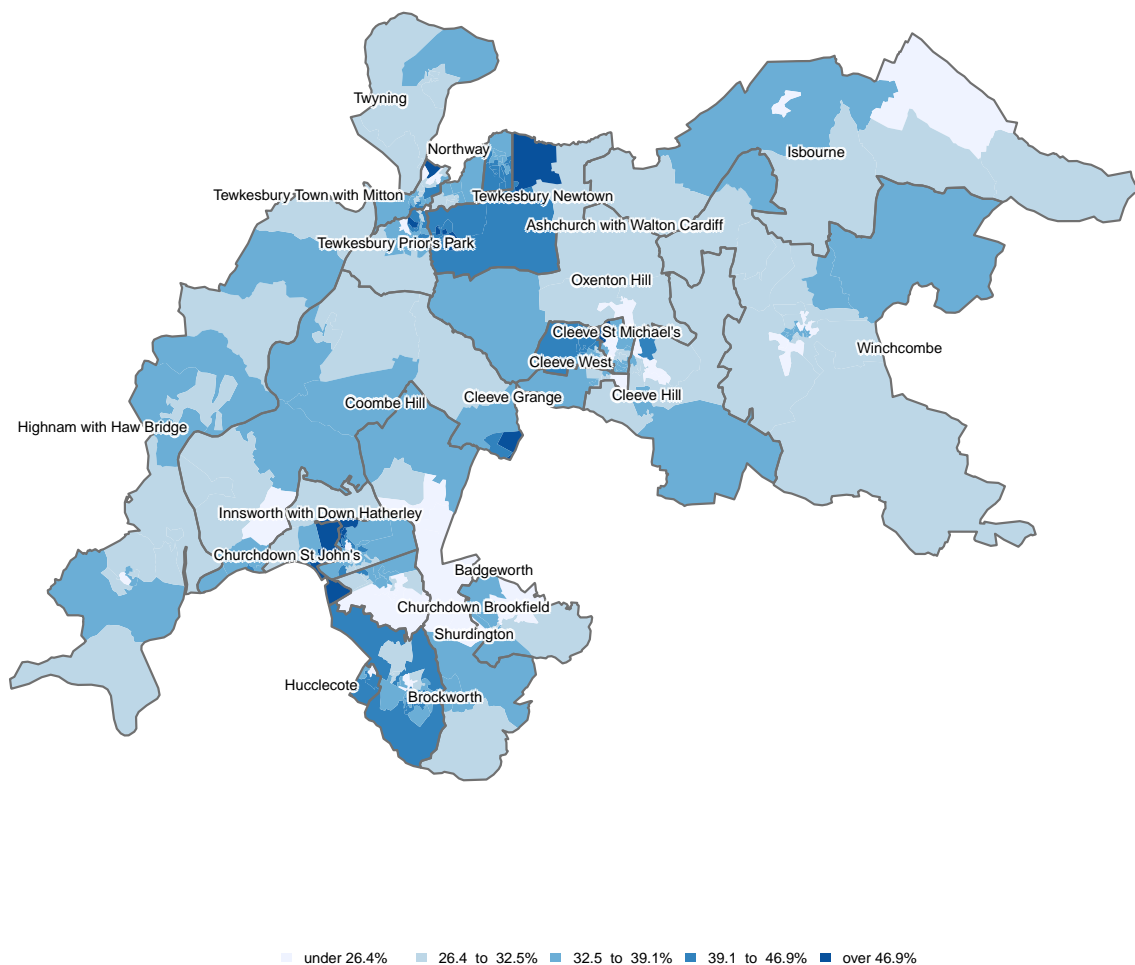 Twyning
Northway
Isbourne
Tewkesbury Town with Mitton
Tewkesbury Newtown
Ashchurch with Walton Cardiff
Tewkesbury Prior's Park
Oxenton Hill
Cleeve St Michael's
Winchcombe
Cleeve West
Cleeve Hill
Cleeve Grange
Coombe Hill
Highnam with Haw Bridge
Innsworth with Down Hatherley
Churchdown St John's
Badgeworth
Churchdown Brookfield
Shurdington
Hucclecote
Brockworth
under 26.4% 26.4 to 32.5% 32.5 to 39.1% 39.1 to 46.9% over 46.9%